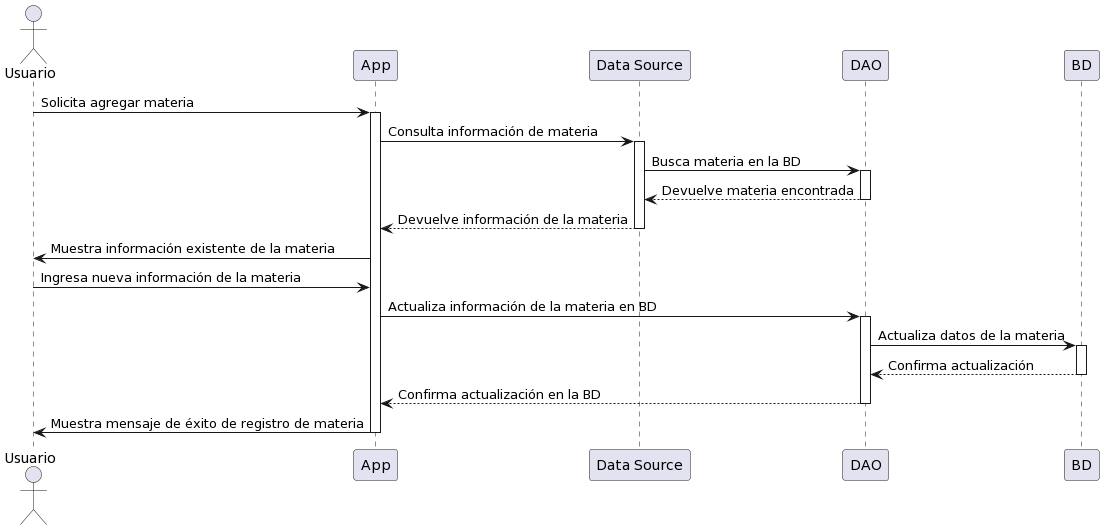 Usuario
App
Data Source
DAO
BD
Solicita agregar materia
Consulta información de materia
Busca materia en la BD
Devuelve materia encontrada
Devuelve información de la materia
Muestra información existente de la materia
Ingresa nueva información de la materia
Actualiza información de la materia en BD
Actualiza datos de la materia
Confirma actualización
Confirma actualización en la BD
Muestra mensaje de éxito de registro de materia
Usuario
App
Data Source
DAO
BD